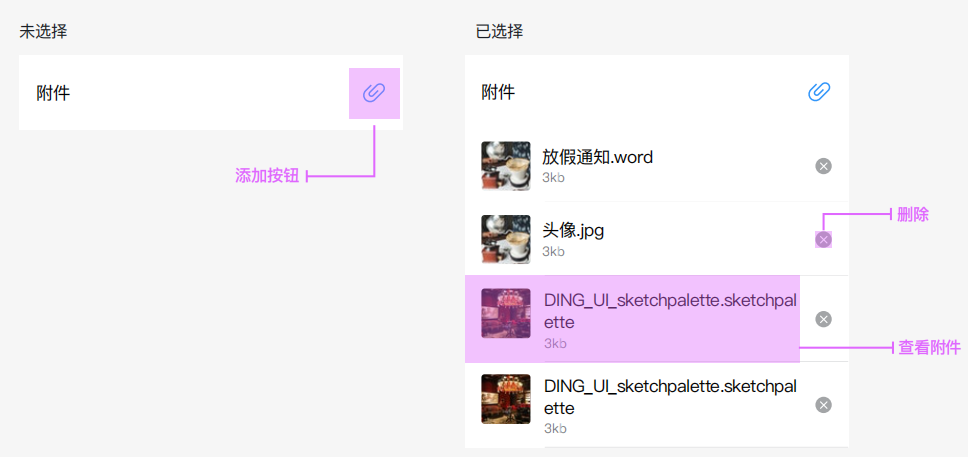 未选择
附件
添加按钮
已选择
附件
放假通知.word
3kb
头像.jpg
3kb
删除
DING_UI_sketchpalette.sketchpal
ette
3kb
查看附件
DING_UI_sketchpalette.sketchpal
ette
3kb